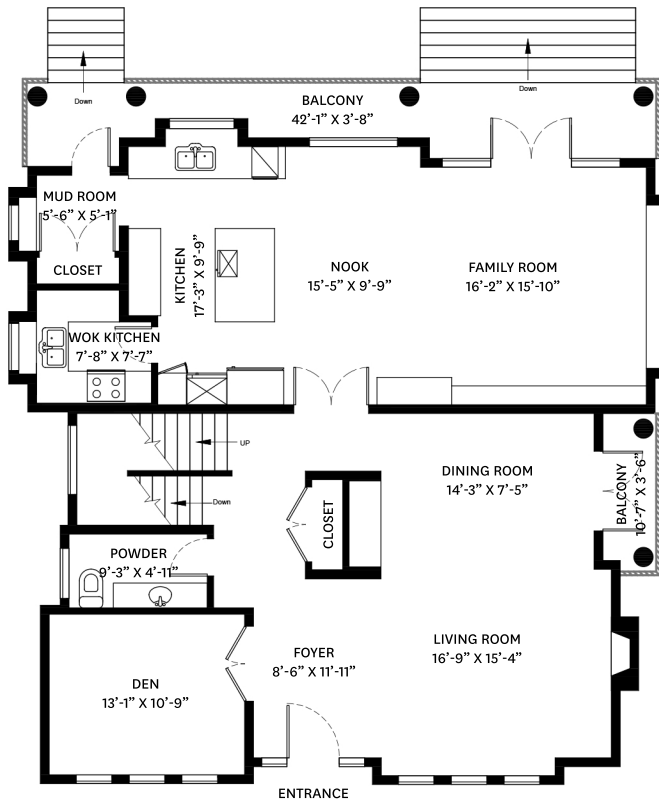 Down
Down
BALCONY
42’-1” X 3’-8”
MUD ROOM
5’-6” X 5’-1”
CLOSET
KITCHEN
17’-3” X 9’-9”
NOOK
15’-5” X 9’-9”
FAMILY ROOM
16’-2” X 15’-10”
WOK KITCHEN
7’-8” X 7’-7”
UP
Down
DINING ROOM
14’-3” X 7’-5”
BALCONY
10’-7” X 3’-6”
CLOSET
POWDER
9’-3” X 4’-11”
FOYER
8’-6” X 11’-11”
LIVING ROOM
16’-9” X 15’-4”
DEN
13’-1” X 10’-9”
ENTRANCE